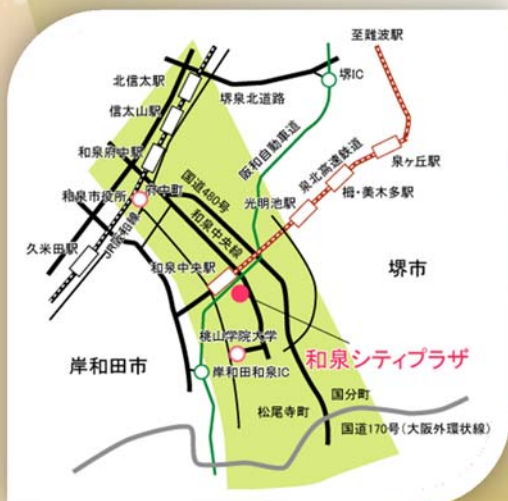 至難波駅
北信太駅
堺IC
堺泉北道路
信太山駅
阪和自動車道
泉北高速鉄道
泉ヶ丘駅
和泉府中駅
国道480号
和泉市役所
府中町
光明池駅
栂・美木多駅
和泉中央線
JR阪和線
久米田駅
和泉中央駅
堺市
桃山学院大学
和泉シティプラザ
岸和田市
岸和田和泉IC
国分町
松尾寺町
国道170号(大阪外環状線)